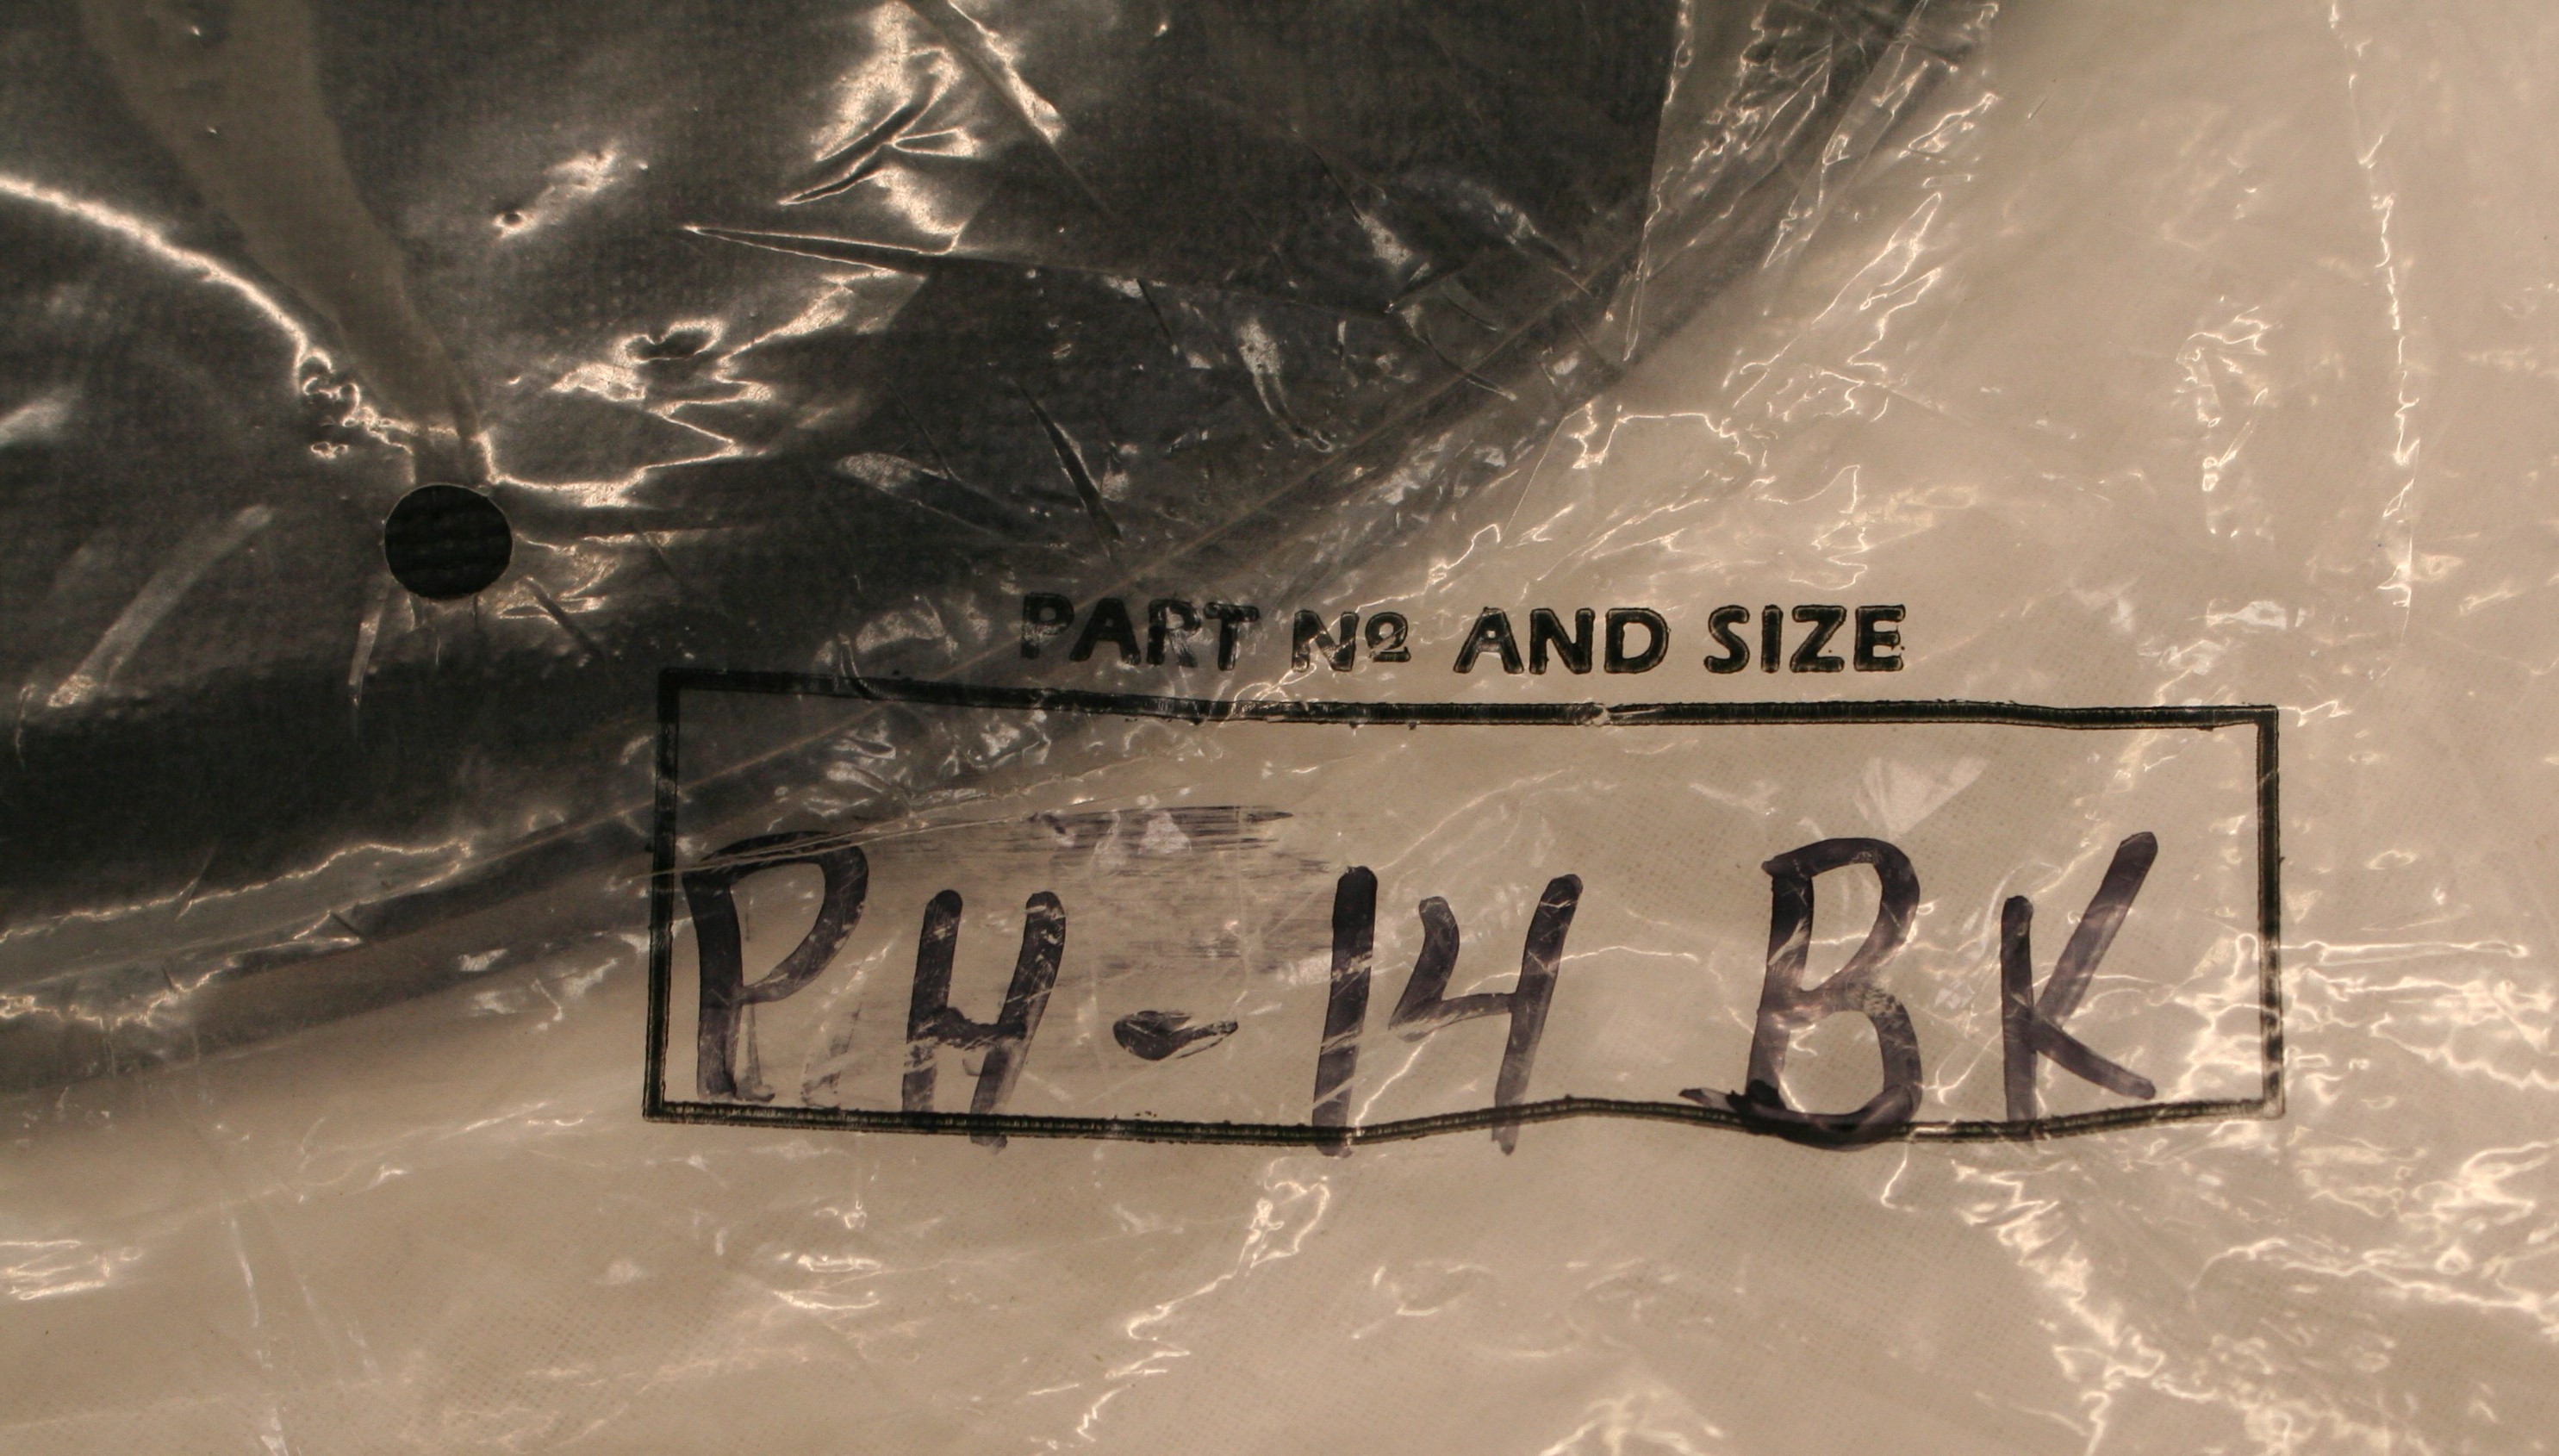 PART Nº AND SIZE
PH-14 BK